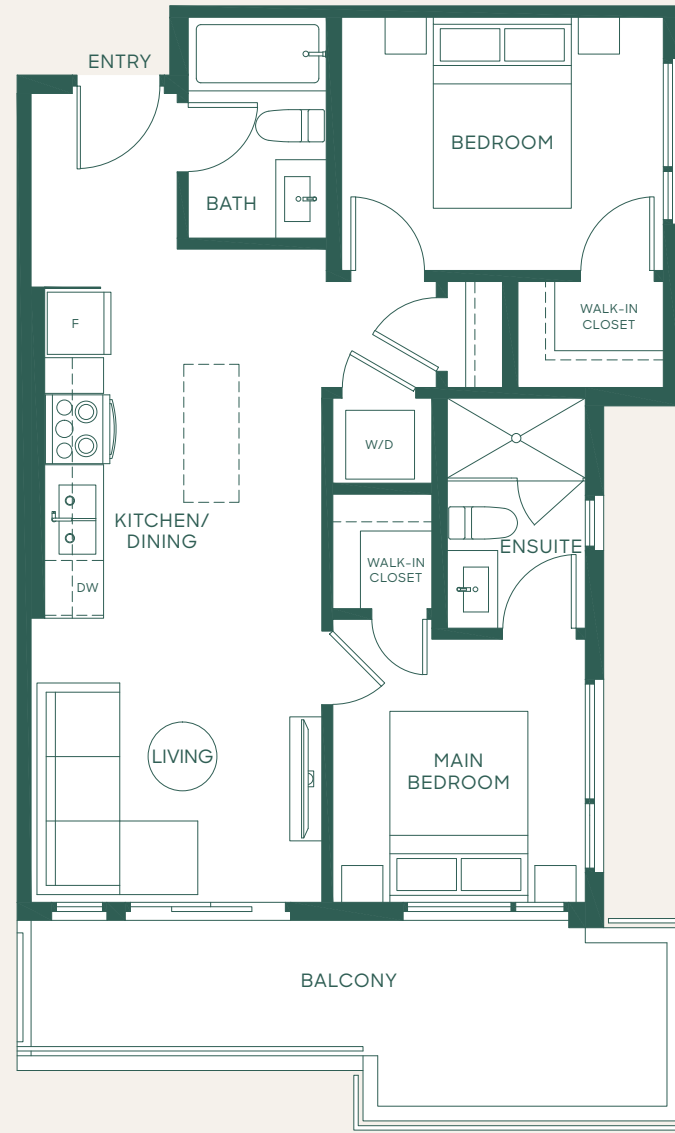 ENTRY
BEDROOM
BATH
WALK-IN
CLOSET
F
W/D
KITCHEN/
DINING
ENSUITE
WALK-IN
CLOSET
DW
LIVING
MAIN
BEDROOM
BALCONY